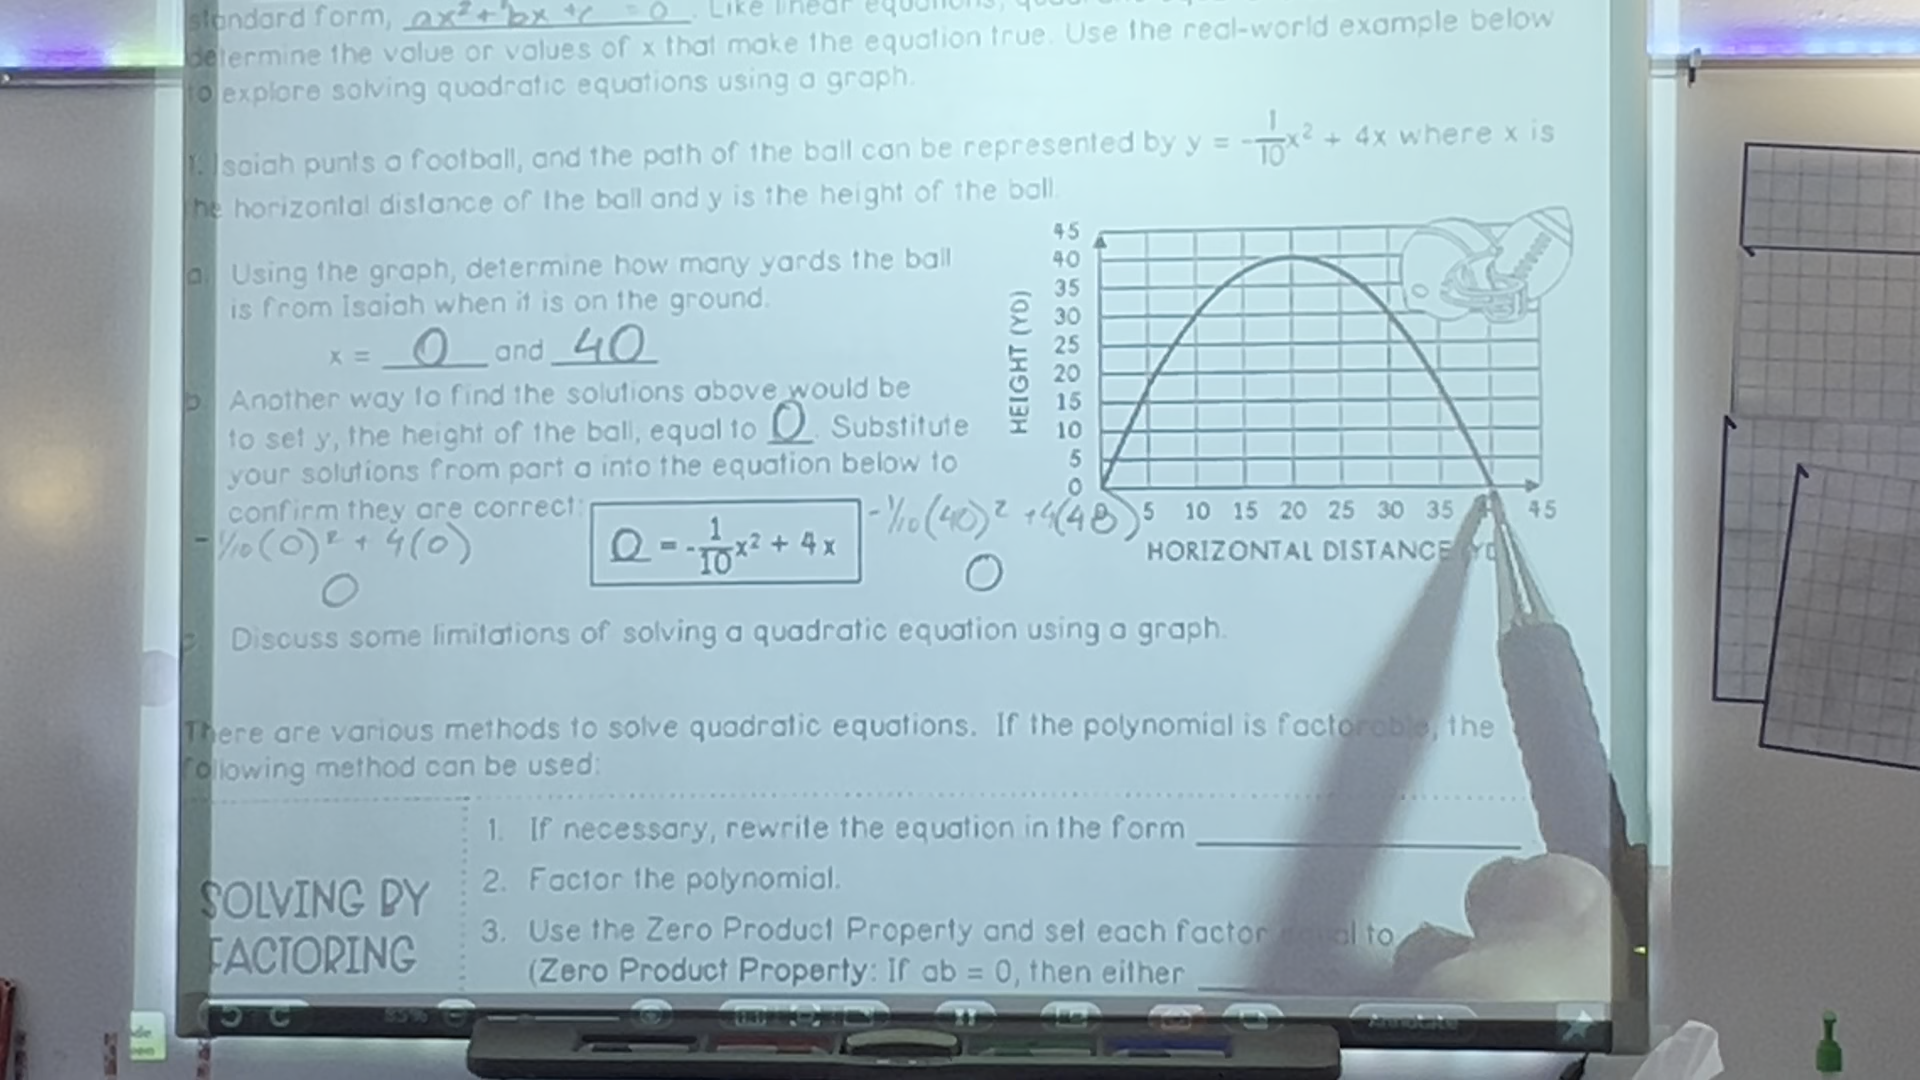 standard form, ax² + bx + c = 0. Like linear equations,
determine the value or values of x that make the equation true. Use the real-world example below
to explore solving quadratic equations using a graph.
1. Isaiah punts a football, and the path of the ball can be represented by y = -1/10x² + 4x where x is
the horizontal distance of the ball and y is the height of the ball.
a. Using the graph, determine how many yards the ball
is from Isaiah when it is on the ground.
x = 0 and 40
b. Another way to find the solutions above would be
to set y, the height of the ball, equal to 0. Substitute
your solutions from part a into the equation below to
confirm they are correct:
-1/10(0)² + 4(0)
0
0 = -1/10x² + 4x
-1/10(40)² + 4(40)
0
HEIGHT (YD)
45
40
35
30
25
20
15
10
5
0
5 10 15 20 25 30 35 45
HORIZONTAL DISTANCE
c. Discuss some limitations of solving a quadratic equation using a graph.
There are various methods to solve quadratic equations. If the polynomial is factorable, the
following method can be used:
SOLVING BY
FACTORING
1. If necessary, rewrite the equation in the form
2. Factor the polynomial.
3. Use the Zero Product Property and set each factor equal to
(Zero Product Property: If ab = 0, then either
Annotate